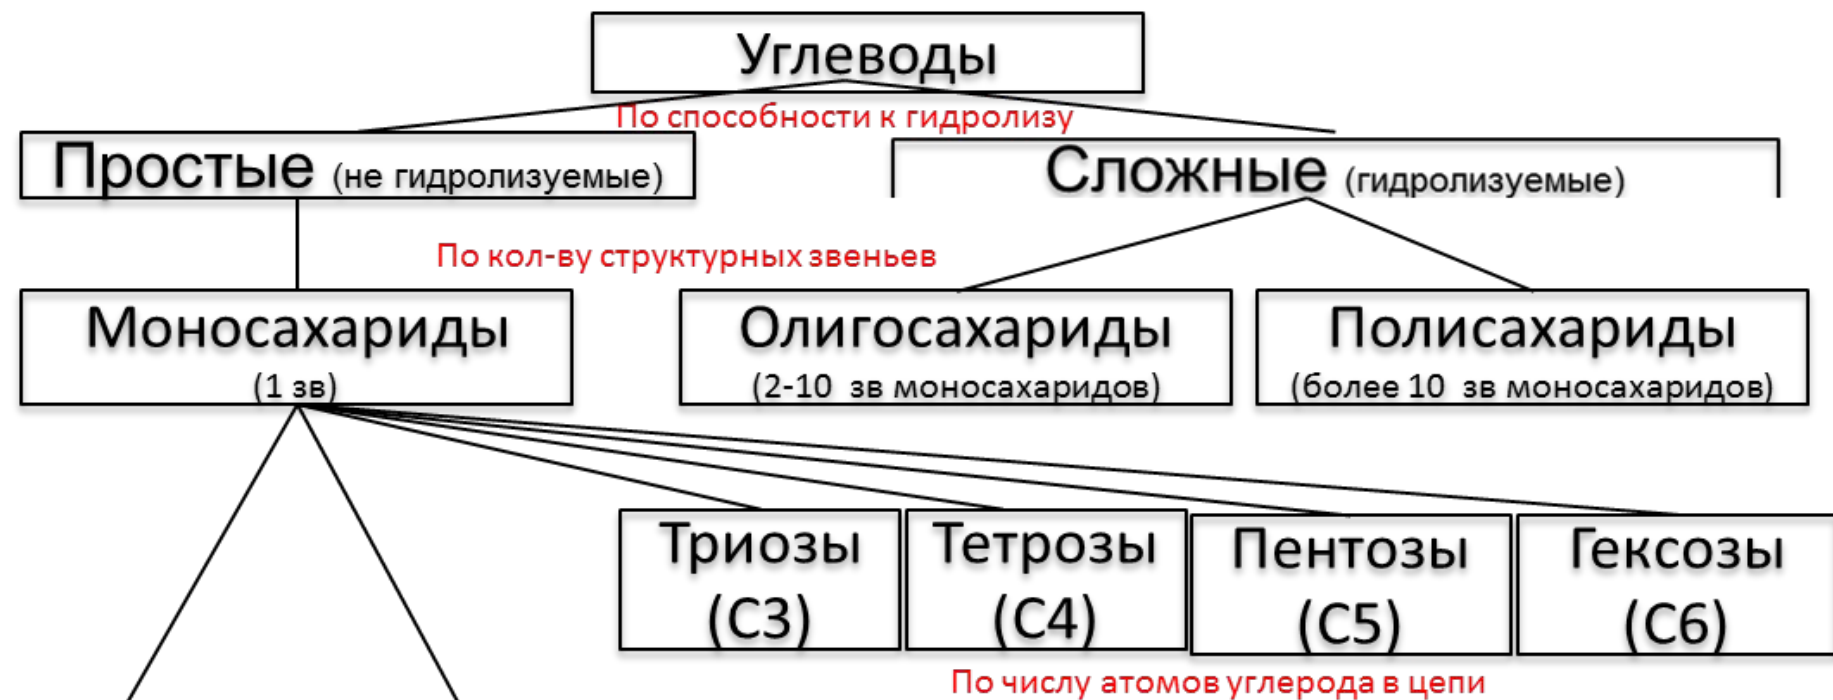 Углеводы
По способности к гидролизу
Простые (не гидролизуемые)
Сложные (гидролизуемые)
По кол-ву структурных звеньев
Моносахариды
(1 зв)
Олигосахариды
(2-10 зв моносахаридов)
Полисахариды
(более 10 зв моносахаридов)
Триозы
(С3)
Тетрозы
(С4)
Пентозы
(С5)
Гексозы
(С6)
По числу атомов углерода в цепи